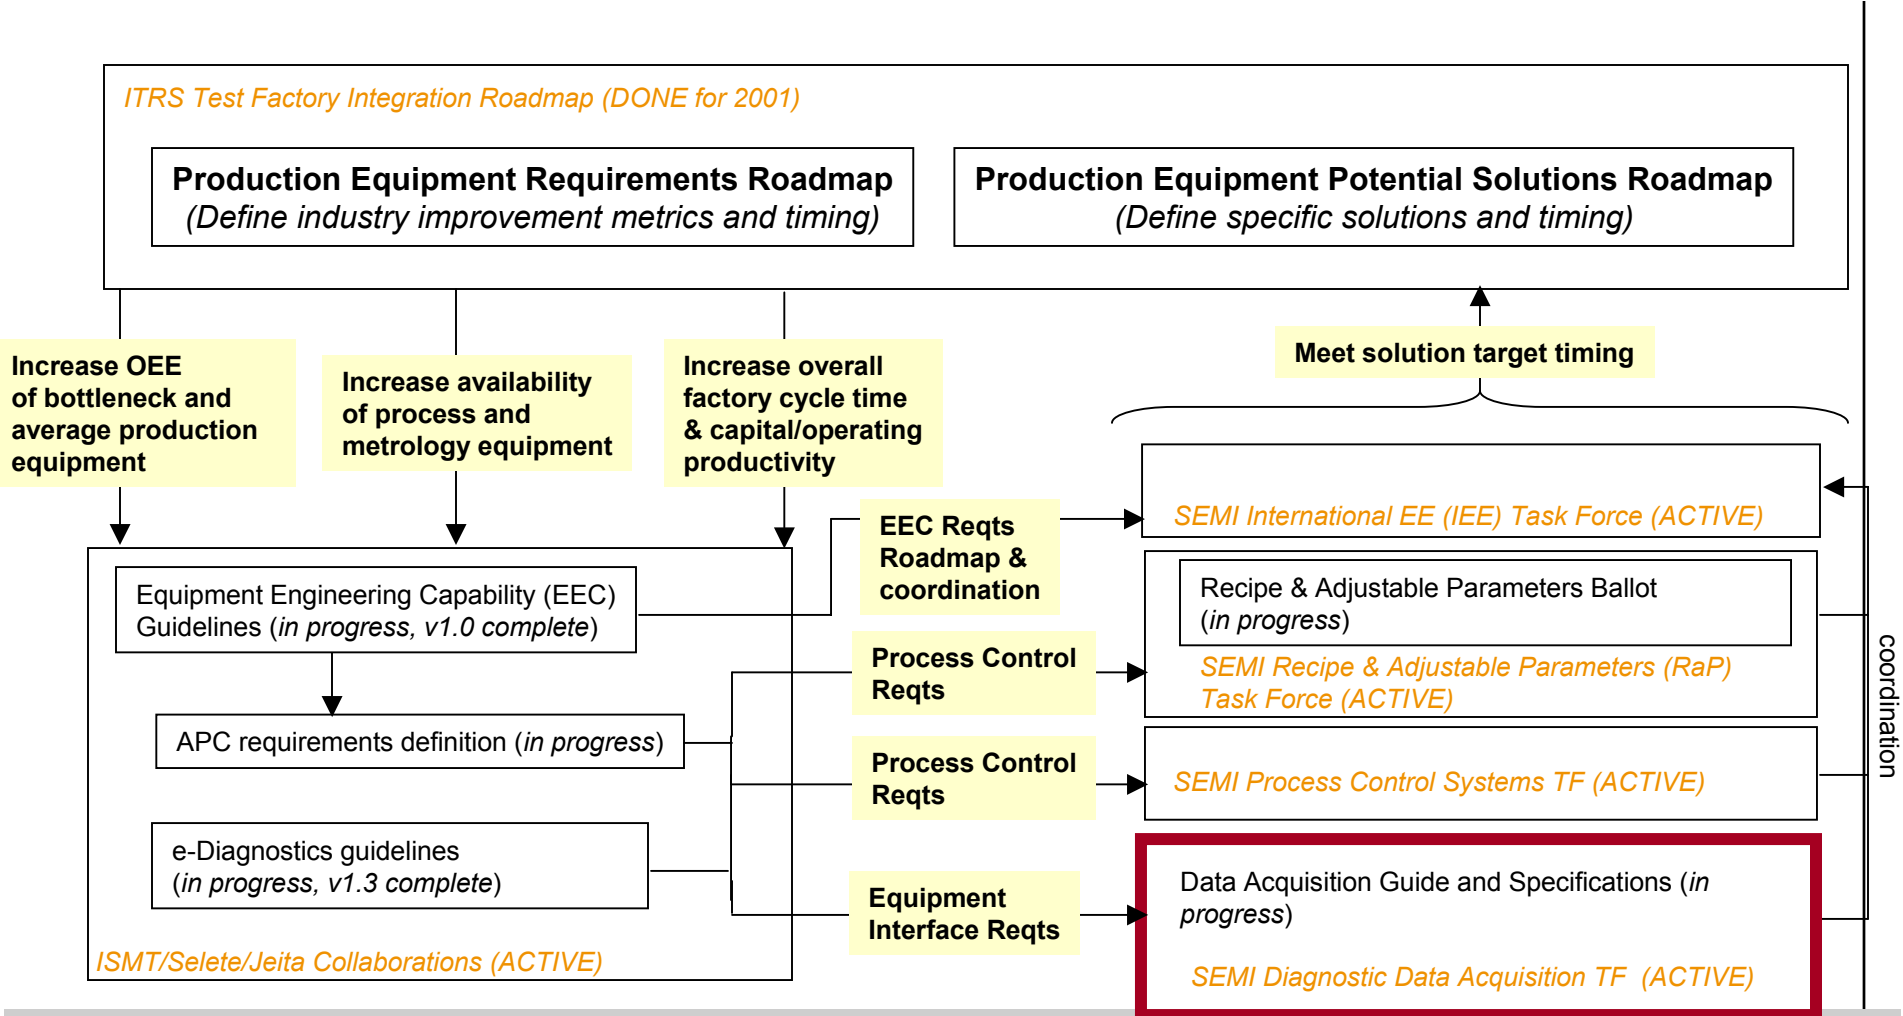 ITRS Test Factory Integration Roadmap (DONE for 2001)
Production Equipment Requirements Roadmap
(Define industry improvement metrics and timing)
Production Equipment Potential Solutions Roadmap
(Define specific solutions and timing)
Increase OEE
of bottleneck and
average production
equipment
Increase availability
of process and
metrology equipment
Increase overall
factory cycle time
& capital/operating
productivity
Meet solution target timing
EEC Reqts
Roadmap &
coordination
SEMI International EE (IEE) Task Force (ACTIVE)
Equipment Engineering Capability (EEC)
Guidelines (in progress, v1.0 complete)
Recipe & Adjustable Parameters Ballot
(in progress)
SEMI Recipe & Adjustable Parameters (RaP)
Task Force (ACTIVE)
Process Control
Reqts
APC requirements definition (in progress)
Process Control
Reqts
SEMI Process Control Systems TF (ACTIVE)
coordination
e-Diagnostics guidelines
(in progress, v1.3 complete)
Equipment
Interface Reqts
Data Acquisition Guide and Specifications (in
progress)
SEMI Diagnostic Data Acquisition TF (ACTIVE)
ISMT/Selete/Jeita Collaborations (ACTIVE)